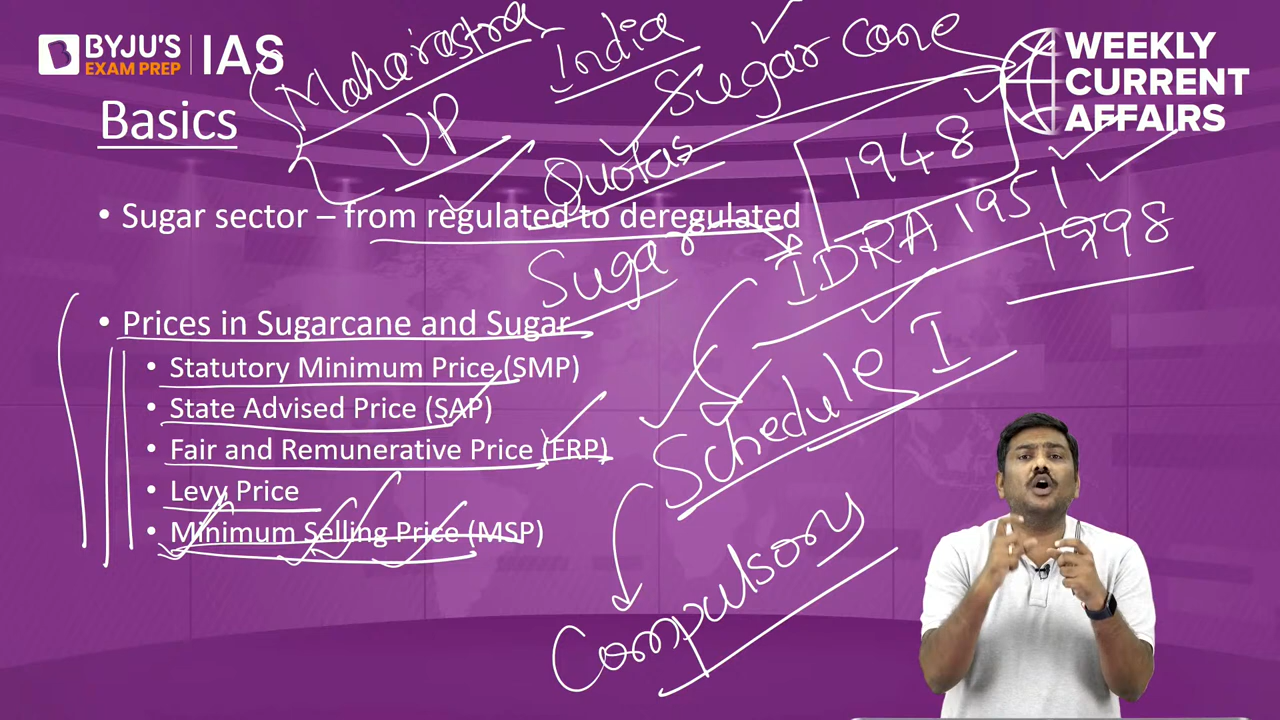 BYJU'S
EXAM PREP
IAS
WEEKLY
CURRENT
AFFAIRS
Maharastra
India
Sugar cane
UP
Quotas
1948
Basics
• Sugar sector – from regulated to deregulated
Sugar
IDRA 1951
1998
• Prices in Sugarcane and Sugar
• Statutory Minimum Price (SMP)
• State Advised Price (SAP)
• Fair and Remunerative Price (FRP)
• Levy Price
• Minimum Selling Price (MSP)
Schedule I
Compulsory